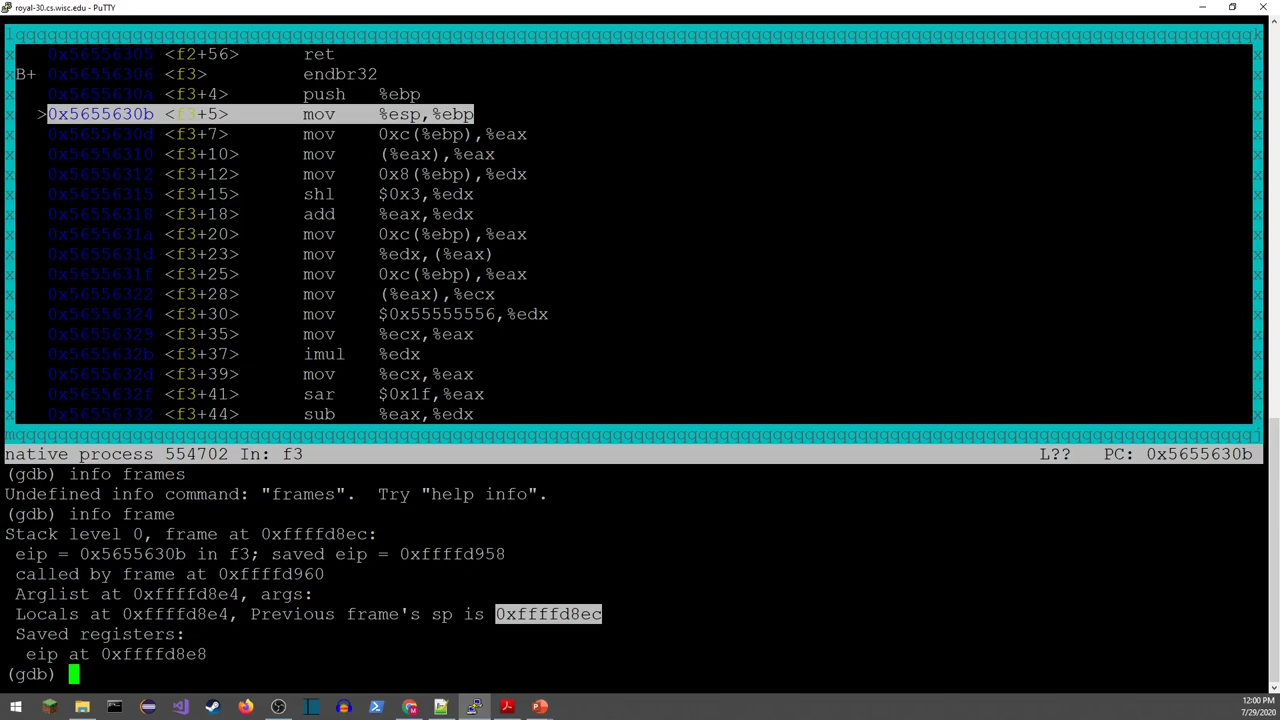 royal-30.cs.wisc.edu - PuTTY
lqqqqqqqqqqqqqqqqqqqqqqqqqqqqqqqqqqqqqqqqqqqqqqqqqqqqqqqqqqqqqqqqqqqqqqqqqqqqqqqqqqqqqqqqqqqqqqqqqqqqqqqqqqqqqqqqqqqqk
x 0x56556305 <f2+56> ret x
xB+ 0x56556306 <f3> endbr32 x
x 0x5655630a <f3+4> push %ebp x
x >0x5655630b <f3+5> mov %esp,%ebp x
x 0x5655630d <f3+7> mov 0xc(%ebp),%eax x
x 0x56556310 <f3+10> mov (%eax),%eax x
x 0x56556312 <f3+12> mov 0x8(%ebp),%edx x
x 0x56556315 <f3+15> shl $0x3,%edx x
x 0x56556318 <f3+18> add %eax,%edx x
x 0x5655631a <f3+20> mov 0xc(%ebp),%eax x
x 0x5655631d <f3+23> mov %edx,(%eax) x
x 0x5655631f <f3+25> mov 0xc(%ebp),%eax x
x 0x56556322 <f3+28> mov (%eax),%ecx x
x 0x56556324 <f3+30> mov $0x55555556,%edx x
x 0x56556329 <f3+35> mov %ecx,%eax x
x 0x5655632b <f3+37> imul %edx x
x 0x5655632d <f3+39> mov %ecx,%eax x
x 0x5655632f <f3+41> sar $0x1f,%eax x
x 0x56556332 <f3+44> sub %eax,%edx x
mqqqqqqqqqqqqqqqqqqqqqqqqqqqqqqqqqqqqqqqqqqqqqqqqqqqqqqqqqqqqqqqqqqqqqqqqqqqqqqqqqqqqqqqqqqqqqqqqqqqqqqqqqqqqqqqqqqqqj
native process 554702 In: f3 L?? PC: 0x5655630b
(gdb) info frames
Undefined info command: "frames". Try "help info".
(gdb) info frame
Stack level 0, frame at 0xffffd8ec:
eip = 0x5655630b in f3; saved eip = 0xffffd958
called by frame at 0xffffd960
Arglist at 0xffffd8e4, args:
Locals at 0xffffd8e4, Previous frame's sp is 0xffffd8ec
Saved registers:
eip at 0xffffd8e8
(gdb)
12:00 PM
7/29/2020